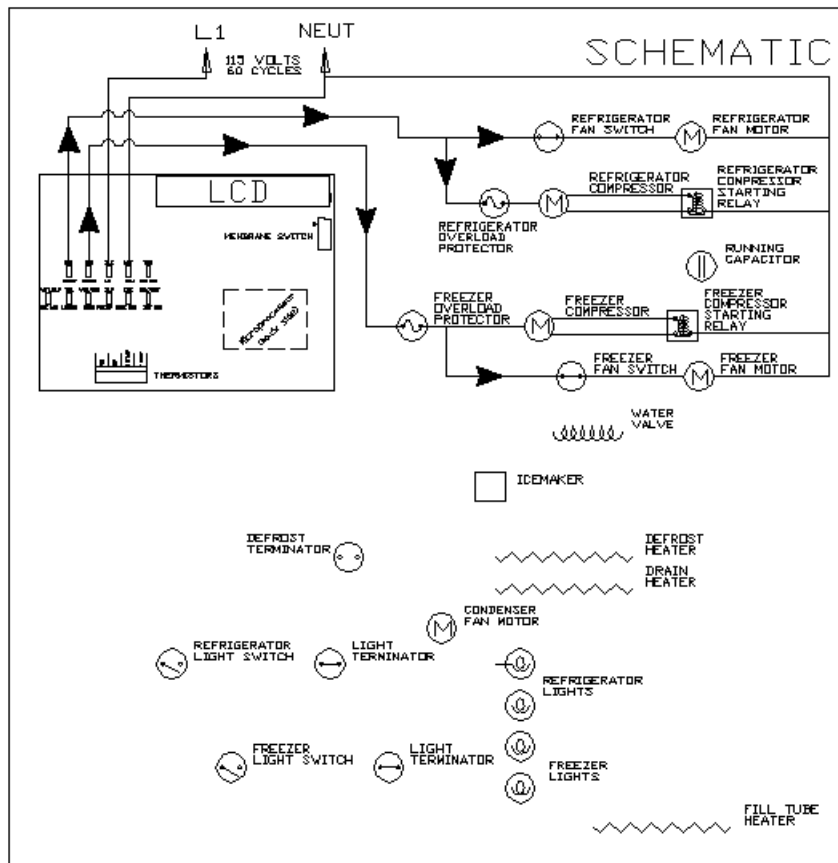 L1
NEUT
115 VOLTS
60 CYCLES
SCHEMATIC
REFRIGERATOR
FAN SWITCH
REFRIGERATOR
FAN MOTOR
LCD
MENBRANE SWITCH
REFRIGERATOR
COMPRESSOR
REFRIGERATOR
COMPRESSOR
STARTING
RELAY
REFRIGERATOR
OVERLOAD
PROTECTOR
RUNNING
CAPACITOR
FREEZER
OVERLOAD
PROTECTOR
FREEZER
COMPRESSOR
FREEZER
COMPRESSOR
STARTING
RELAY
Microprocessor
THERMOSTORS
FREEZER
FAN SWITCH
FREEZER
FAN MOTOR
M
M
M
M
WATER
VALVE
ICEMAKER
DEFROST
TERMINATOR
DEFROST
HEATER
DRAIN
HEATER
CONDENSER
FAN MOTOR
M
REFRIGERATOR
LIGHT SWITCH
LIGHT
TERMINATOR
REFRIGERATOR
LIGHTS
FREEZER
LIGHT SWITCH
LIGHT
TERMINATOR
FREEZER
LIGHTS
FILL TUBE
HEATER